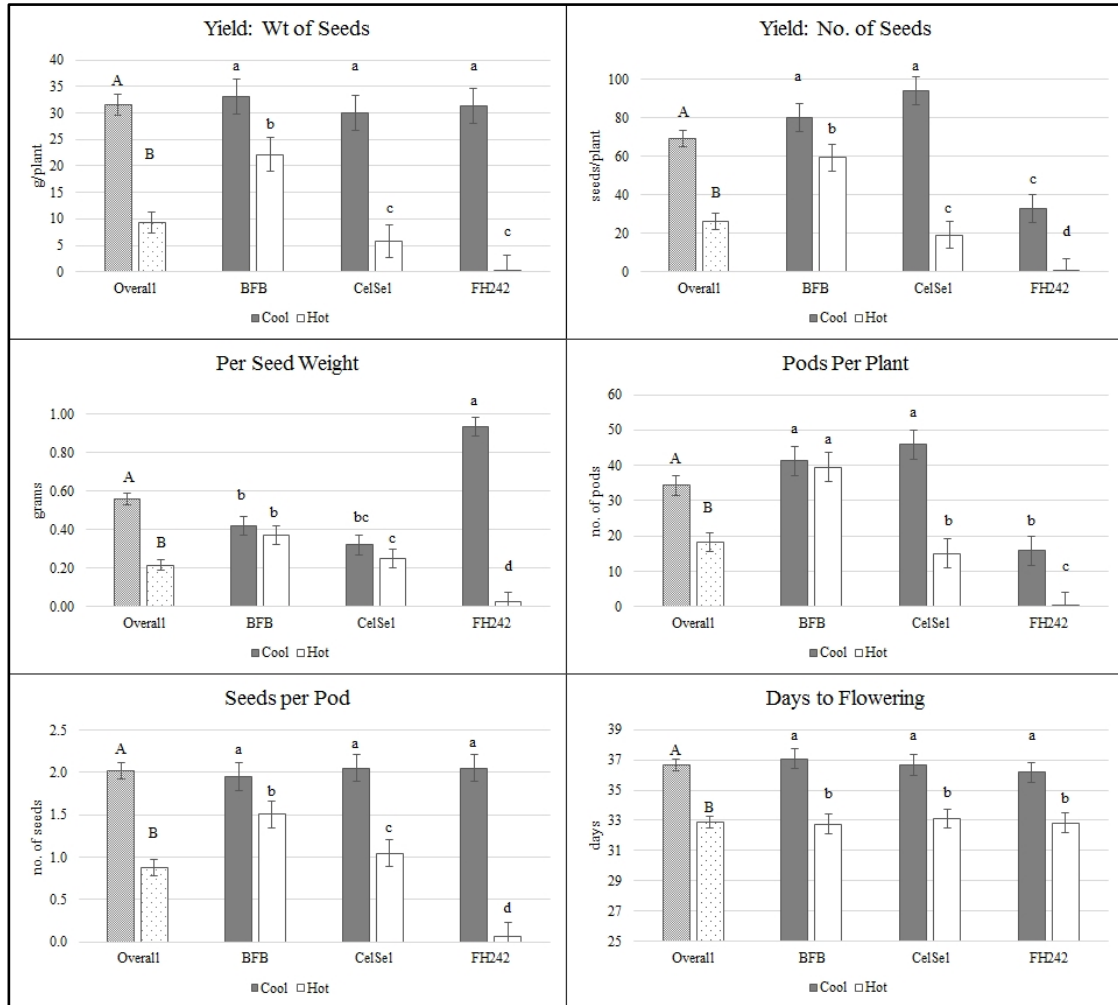 Yield: Wt of Seeds
40
35
30
25
20
15
10
5
0
g/plant
A
B
a
b
a
c
a
c
Overall BFB CelSe1 FH242
Cool Hot
Yield: No. of Seeds
100
80
60
40
20
0
seeds/plant
A
B
a
b
a
c
c
d
Overall BFB CelSe1 FH242
Cool Hot
Per Seed Weight
1.00
0.80
0.60
0.40
0.20
0.00
grams
A
B
b
b
bc
c
a
d
Overall BFB CelSe1 FH242
Cool Hot
Pods Per Plant
60
50
40
30
20
10
0
no. of pods
A
B
a
a
a
b
b
c
Overall BFB CelSe1 FH242
Cool Hot
Seeds per Pod
2.5
2.0
1.5
1.0
0.5
0.0
no. of seeds
A
B
a
b
a
c
a
d
Overall BFB CelSe1 FH242
Cool Hot
Days to Flowering
39
37
35
33
31
29
27
25
days
A
B
a
b
a
b
a
b
Overall BFB CelSe1 FH242
Cool Hot